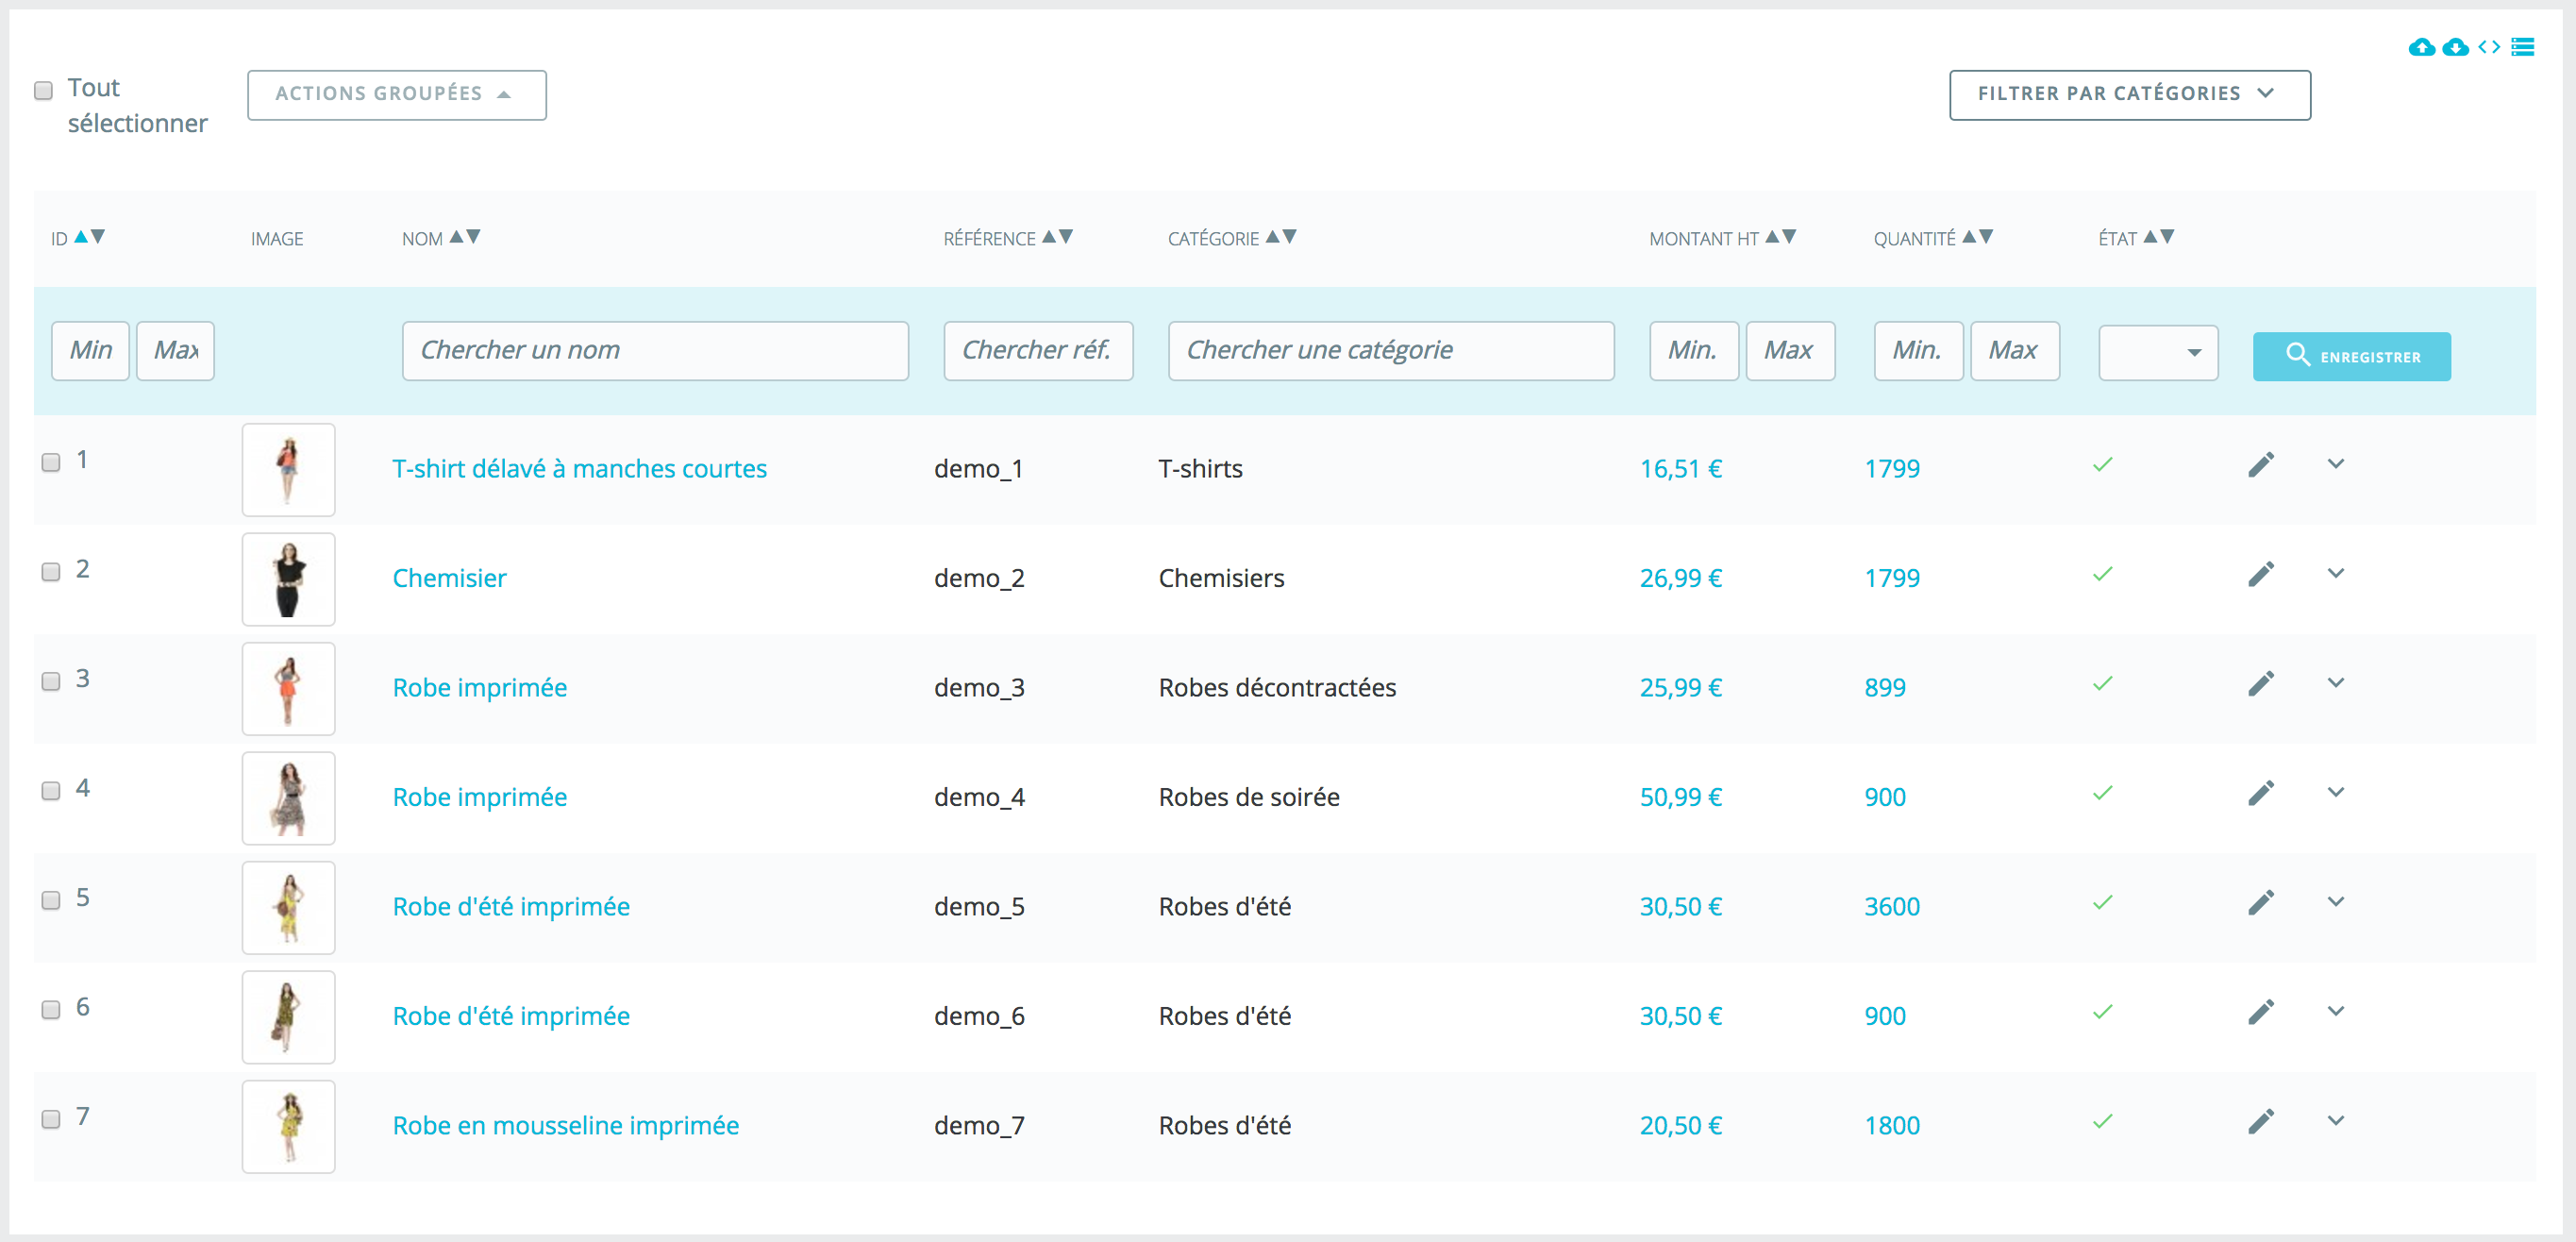 Tout
sélectionner
ACTIONS GROUPÉES
FILTRER PAR CATÉGORIES
ID IMAGE NOM RÉFÉRENCE CATÉGORIE MONTANT HT QUANTITÉ ÉTAT
Min Max Chercher un nom Chercher réf. Chercher une catégorie Min. Max Min. Max ENREGISTRER
1 T-shirt délavé à manches courtes demo_1 T-shirts 16,51 € 1799
2 Chemisier demo_2 Chemisiers 26,99 € 1799
3 Robe imprimée demo_3 Robes décontractées 25,99 € 899
4 Robe imprimée demo_4 Robes de soirée 50,99 € 900
5 Robe d'été imprimée demo_5 Robes d'été 30,50 € 3600
6 Robe d'été imprimée demo_6 Robes d'été 30,50 € 900
7 Robe en mousseline imprimée demo_7 Robes d'été 20,50 € 1800